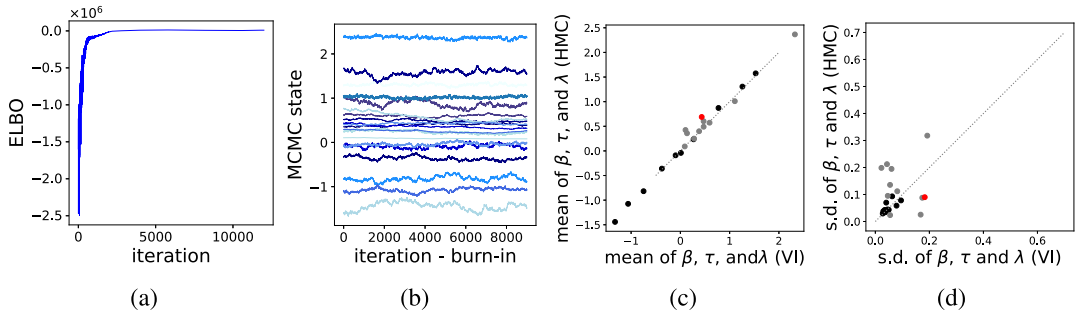 ×10⁶
0
−0.5
−1.0
−1.5
−2.0
−2.5
ELBO
0 5000 10000
iteration
(a)
2
1
0
−1
MCMC state
0 2000 4000 6000 8000
iteration - burn-in
(b)
2.5
2.0
1.5
1.0
0.5
0.0
−0.5
−1.0
−1.5
mean of β, τ, and λ (HMC)
−1 0 1 2
mean of β, τ, andλ (VI)
(c)
0.7
0.6
0.5
0.4
0.3
0.2
0.1
0.0
s.d. of β, τ and λ (HMC)
0.0 0.2 0.4 0.6
s.d. of β, τ and λ (VI)
(d)